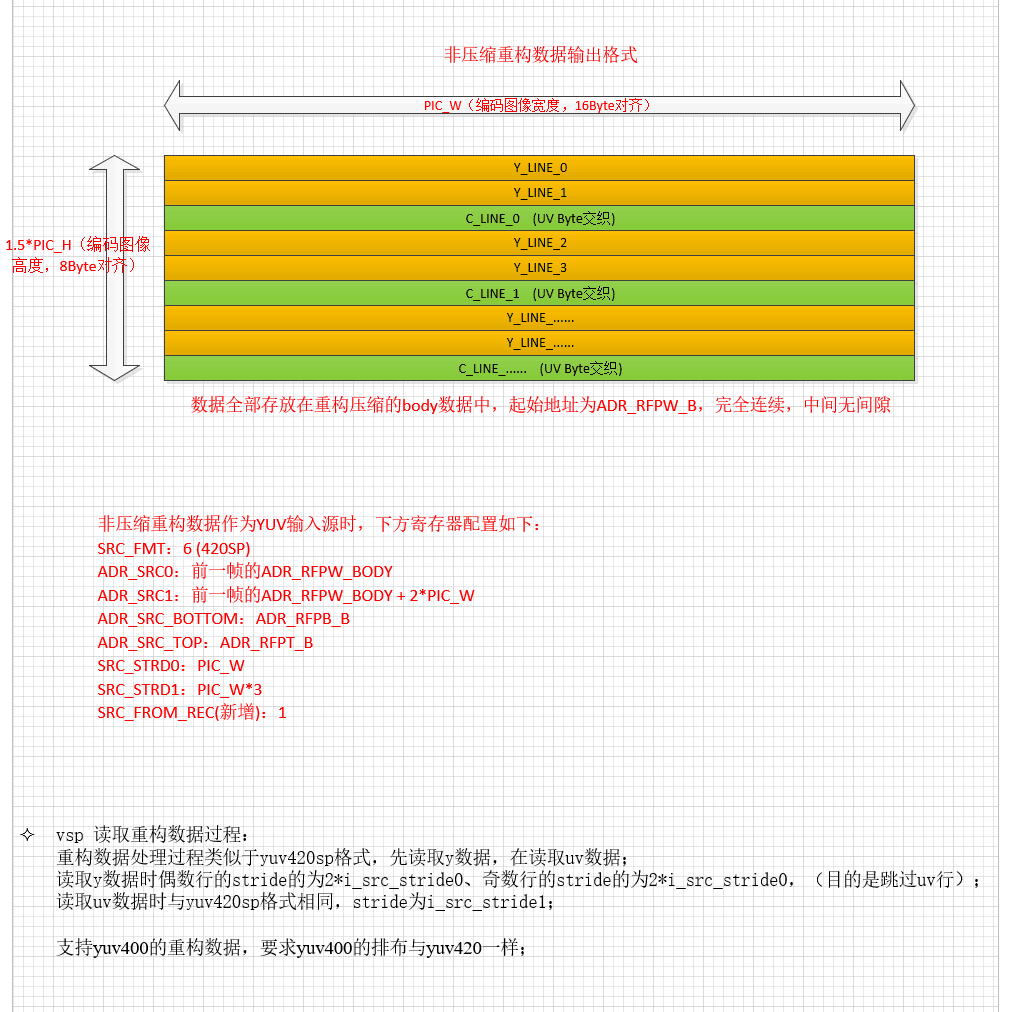 非压缩重构数据输出格式
PIC_W（编码图像宽度，16Byte对齐）
Y_LINE_0
Y_LINE_1
C_LINE_0 (UV Byte交织)
Y_LINE_2
1.5*PIC_H（编码图像
高度，8Byte对齐）
Y_LINE_3
C_LINE_1 (UV Byte交织)
Y_LINE_......
Y_LINE_......
C_LINE_...... (UV Byte交织)
数据全部存放在重构压缩的body数据中，起始地址为ADR_RFPW_B，完全连续，中间无间隙
非压缩重构数据作为YUV输入源时，下方寄存器配置如下：
SRC_FMT：6 (420SP)
ADR_SRC0：前一帧的ADR_RFPW_BODY
ADR_SRC1：前一帧的ADR_RFPW_BODY + 2*PIC_W
ADR_SRC_BOTTOM：ADR_RFPB_B
ADR_SRC_TOP：ADR_RFPT_B
SRC_STRD0：PIC_W
SRC_STRD1：PIC_W*3
SRC_FROM_REC(新增)：1
✧ vsp 读取重构数据过程：
重构数据处理过程类似于yuv420sp格式，先读取y数据，在读取uv数据；
读取y数据时偶数行的stride的为2*i_src_stride0、奇数行的stride的为2*i_src_stride0，（目的是跳过uv行）；
读取uv数据时与yuv420sp格式相同，stride为i_src_stride1；
支持yuv400的重构数据，要求yuv400的排布与yuv420一样；